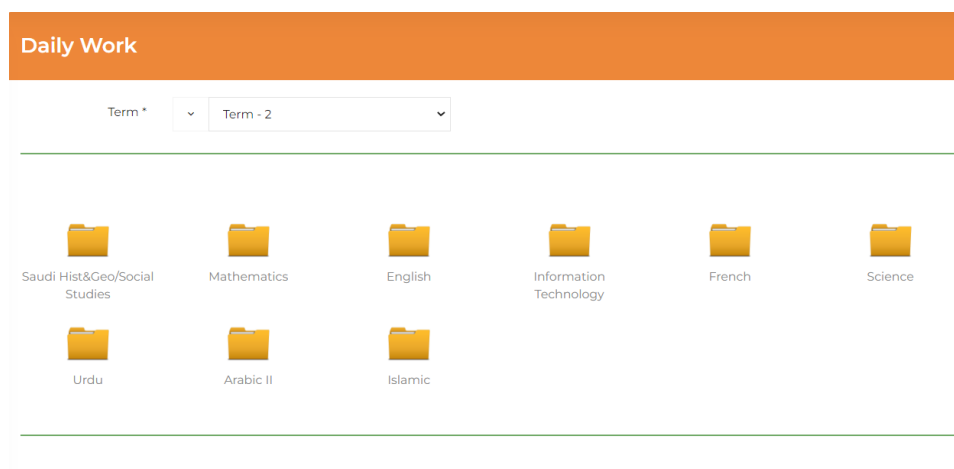 Daily Work
Term *
Term - 2
Saudi Hist&Geo/Social
Studies
Mathematics
English
Information
Technology
French
Science
Urdu
Arabic II
Islamic